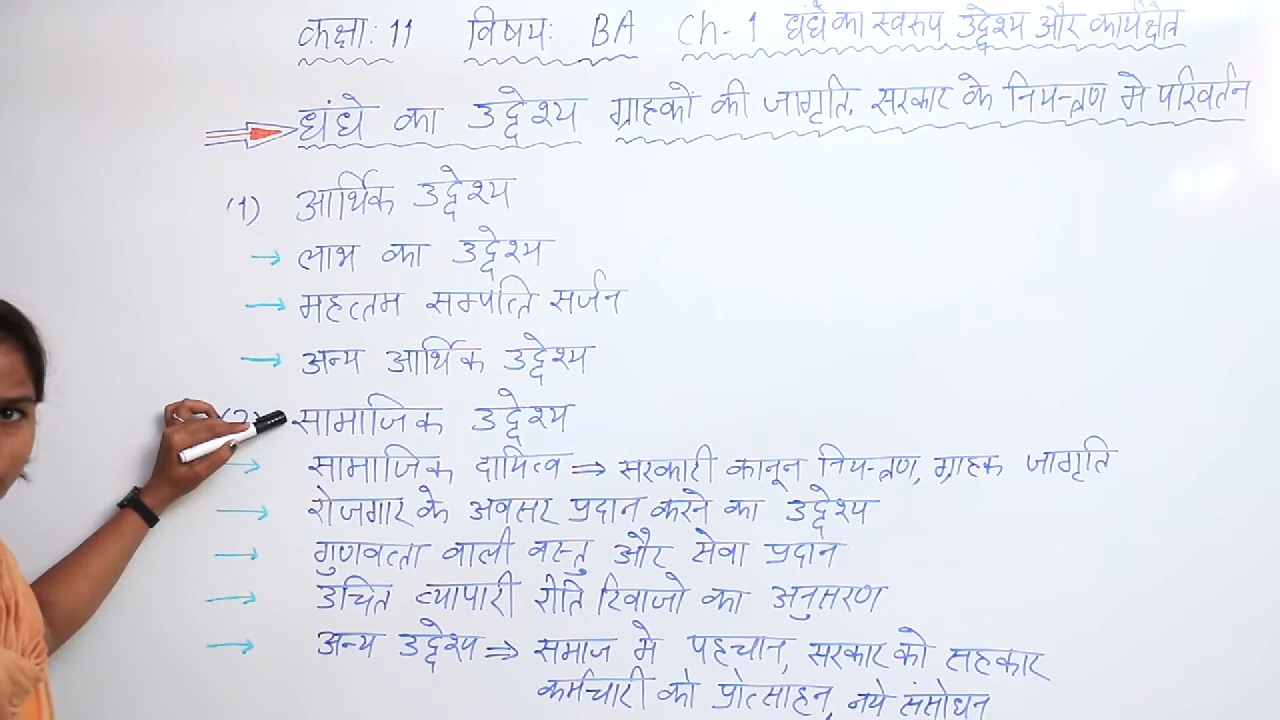 कक्षा: 11 विषय: BA Ch-1 धंधे का स्वरुप उद्देश्य और कार्यक्षेत्र
धंधे का उद्देश्य ग्राहकों की जागृति, सरकार के नियन्त्रण मे परिवर्तन
(1) आर्थिक उद्देश्य
→ लाभ का उद्देश्य
→ महत्तम सम्पत्ति सर्जन
→ अन्य आर्थिक उद्देश्य
(2) सामाजिक उद्देश्य
→ सामाजिक दायित्व ⇒ सरकारी कानून नियन्त्रण, ग्राहक जागृति
→ रोजगार के अवसर प्रदान करने का उद्देश्य
→ गुणवत्ता वाली वस्तु और सेवा प्रदान
→ उचित व्यापारी रीति रिवाजो का अनुसरण
→ अन्य उद्देश्य ⇒ समाज मे पहचान, सरकार को सहकार
कर्मचारी को प्रोत्साहन, नये संसोधन